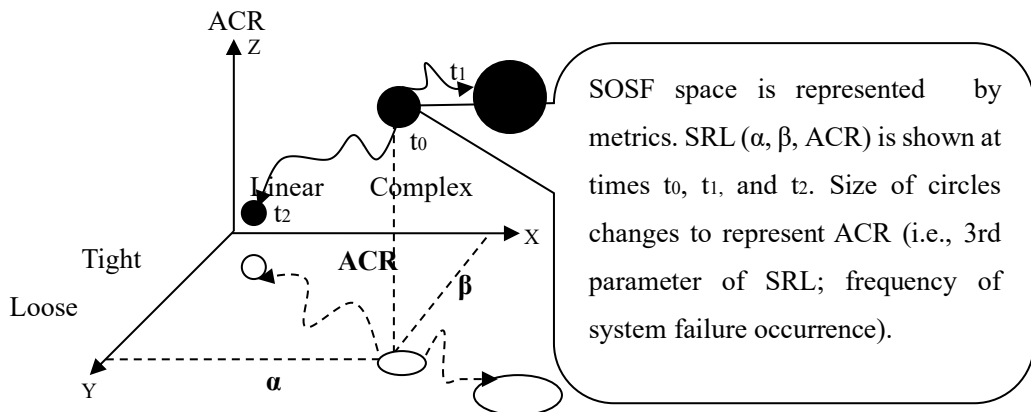 ACR
Z
t1
t0
Linear Complex
t2
X
Tight
ACR
β
Loose
Y
α
SOSF space is represented by
metrics. SRL (α, β, ACR) is shown at
times t0, t1, and t2. Size of circles
changes to represent ACR (i.e., 3rd
parameter of SRL; frequency of
system failure occurrence).